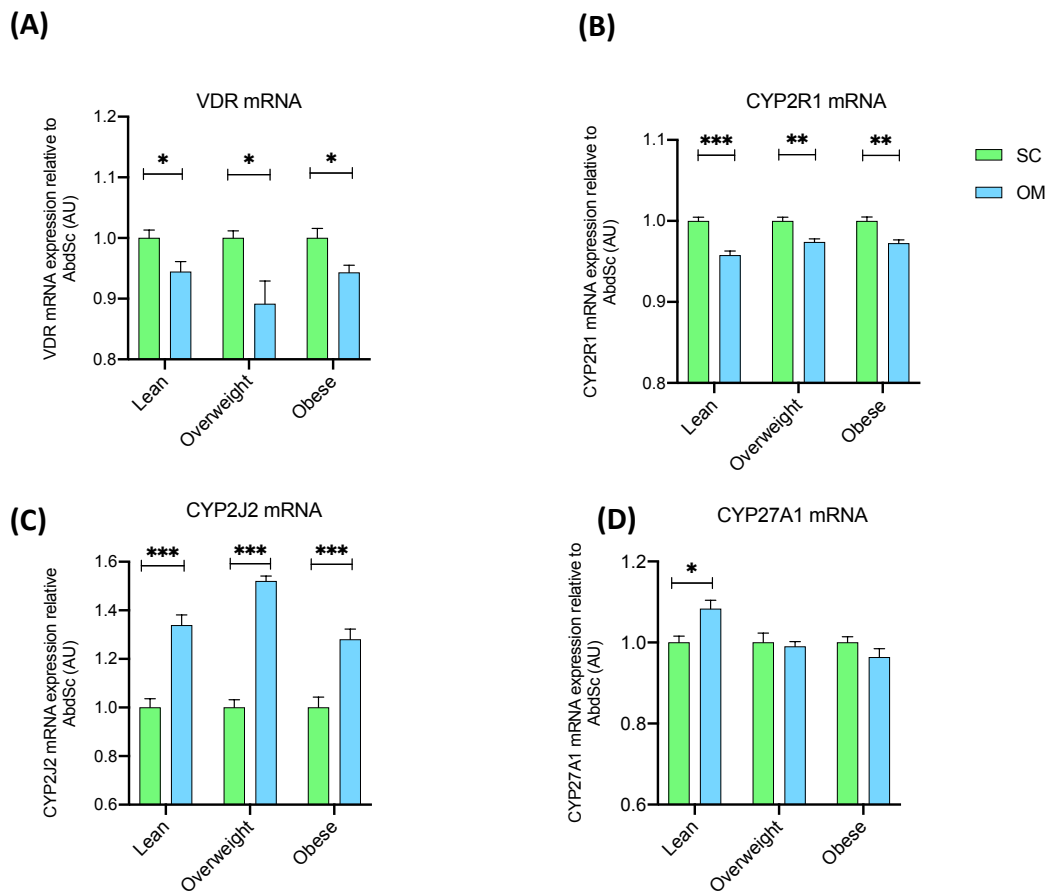 (A)
VDR mRNA
VDR mRNA expression relative to
AbdSc (AU)
1.2
1.1
1.0
0.9
0.8
*
*
*
Lean
Overweight
Obese
(B)
CYP2R1 mRNA
CYP2R1 mRNA expression relative to
AbdSc (AU)
1.1
1.0
0.9
0.8
***
**
**
Lean
Overweight
Obese
SC
OM
(C)
CYP2J2 mRNA
CYP2J2 mRNA expression relative
AbdSc (AU)
1.6
1.4
1.2
1.0
0.8
0.6
***
***
***
Lean
Overweight
Obese
(D)
CYP27A1 mRNA
CYP27A1 mRNA expression relative to
AbdSc (AU)
1.2
1.0
0.8
0.6
*
Lean
Overweight
Obese